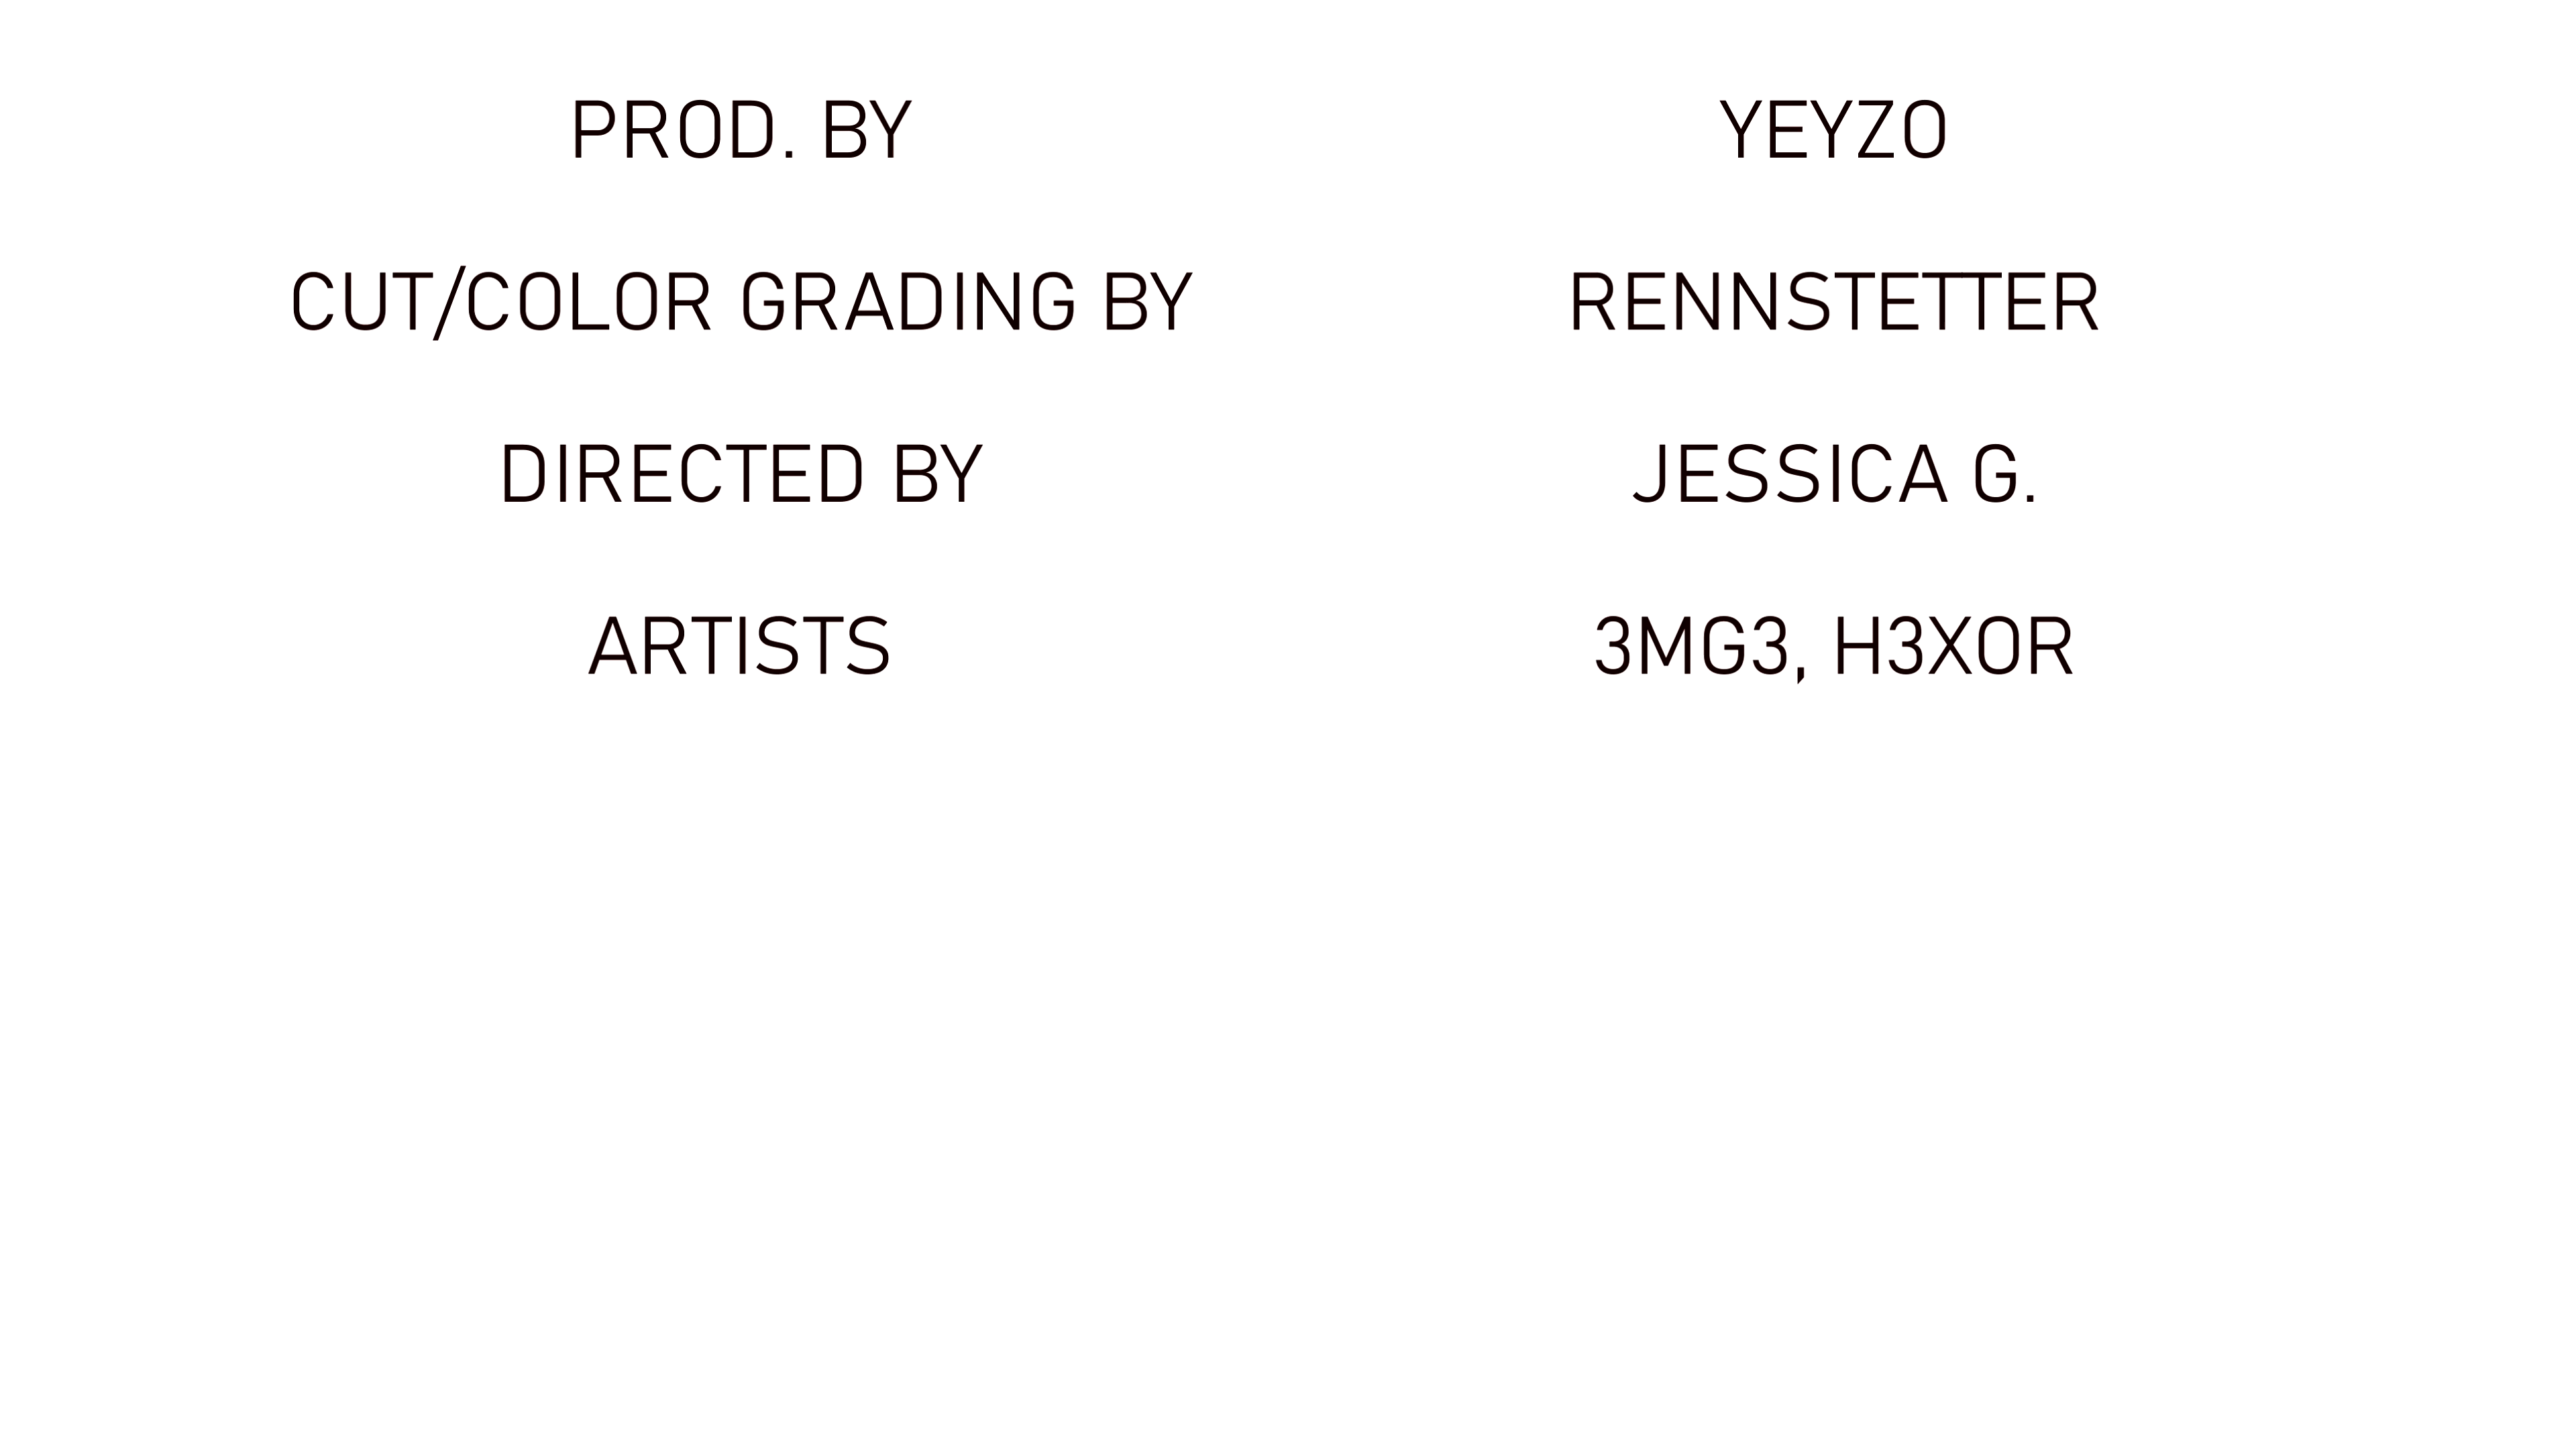 PROD. BY YEYZO
CUT/COLOR GRADING BY RENNSTETTER
DIRECTED BY JESSICA G.
ARTISTS 3MG3, H3XOR